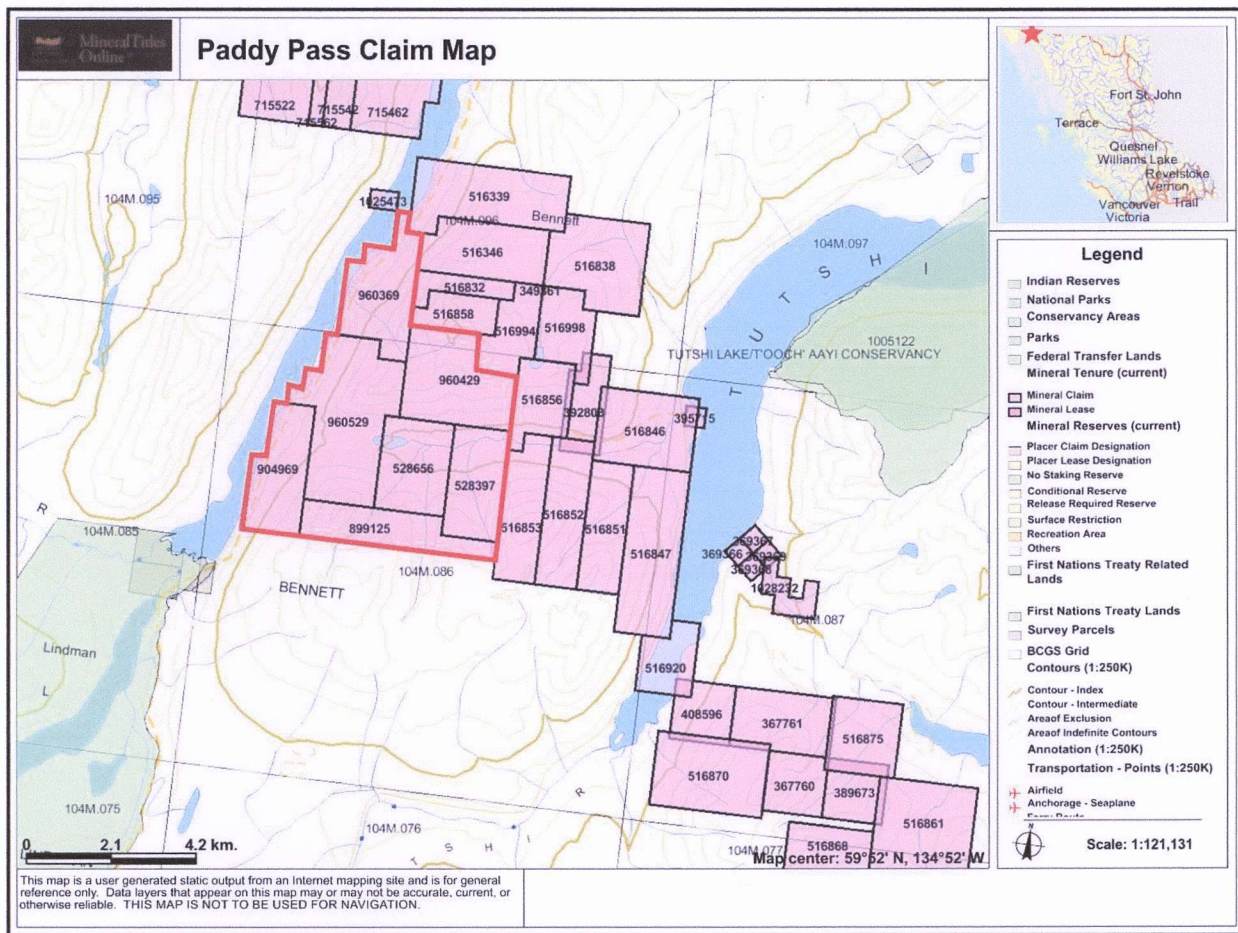 MineralTitles
Online
Paddy Pass Claim Map
Fort St. John
Terrace
Quesnel
Williams Lake
Revelstoke
Vernon
Vancouver
Trail
Victoria
715522
715542
715462
715562
104M.095
1025473
516339
104M.096
Bennett
516346
516838
104M.097
T U T S H I
960369
516832
349361
516858
516994
516998
1005122
TUTSHI LAKE/T'OOCH' AAYI CONSERVANCY
960429
516856
392803
395715
960529
516846
904969
528656
528397
899125
516853
516852
516851
516847
R
104M.085
104M.086
BENNETT
369367
369366
369369
369368
1028232
104M.087
Lindman
L
516920
408596
367761
516875
516870
367760
389673
516861
516868
104M.075
104M.076
104M.077
T S H I R
0 2.1 4.2 km.
Map center: 59°52' N, 134°52' W
Legend
Indian Reserves
National Parks
Conservancy Areas
Parks
Federal Transfer Lands
Mineral Tenure (current)
Mineral Claim
Mineral Lease
Mineral Reserves (current)
Placer Claim Designation
Placer Lease Designation
No Staking Reserve
Conditional Reserve
Release Required Reserve
Surface Restriction
Recreation Area
Others
First Nations Treaty Related
Lands
First Nations Treaty Lands
Survey Parcels
BCGS Grid
Contours (1:250K)
Contour - Index
Contour - Intermediate
Areaof Exclusion
Areaof Indefinite Contours
Annotation (1:250K)
Transportation - Points (1:250K)
Airfield
Anchorage - Seaplane
N
Scale: 1:121,131
This map is a user generated static output from an Internet mapping site and is for general
reference only. Data layers that appear on this map may or may not be accurate, current, or
otherwise reliable. THIS MAP IS NOT TO BE USED FOR NAVIGATION.